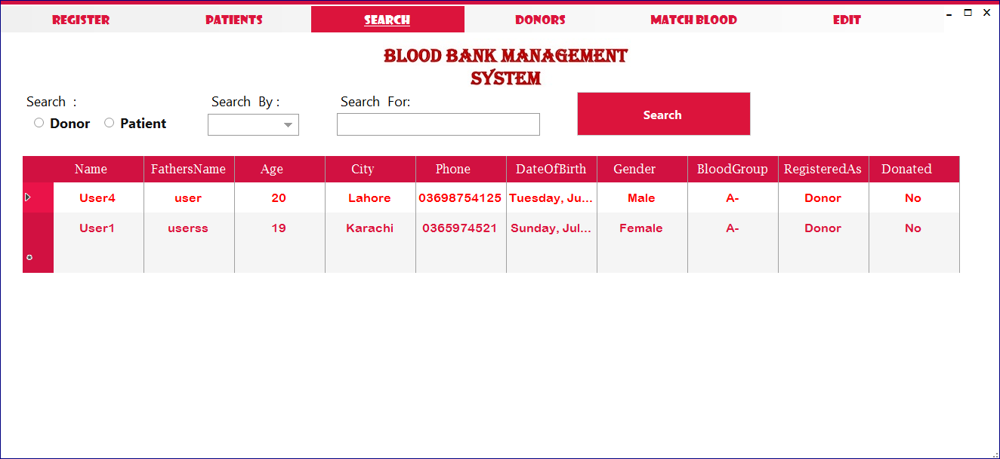 REGISTER PATIENTS SEARCH DONORS MATCH BLOOD EDIT
BLOOD BANK MANAGEMENT
SYSTEM
Search : Search By : Search For:
Donor Patient Search
Name FathersName Age City Phone DateOfBirth Gender BloodGroup RegisteredAs Donated
User4 user 20 Lahore 03698754125 Tuesday, Ju... Male A- Donor No
User1 userss 19 Karachi 0365974521 Sunday, Jul... Female A- Donor No